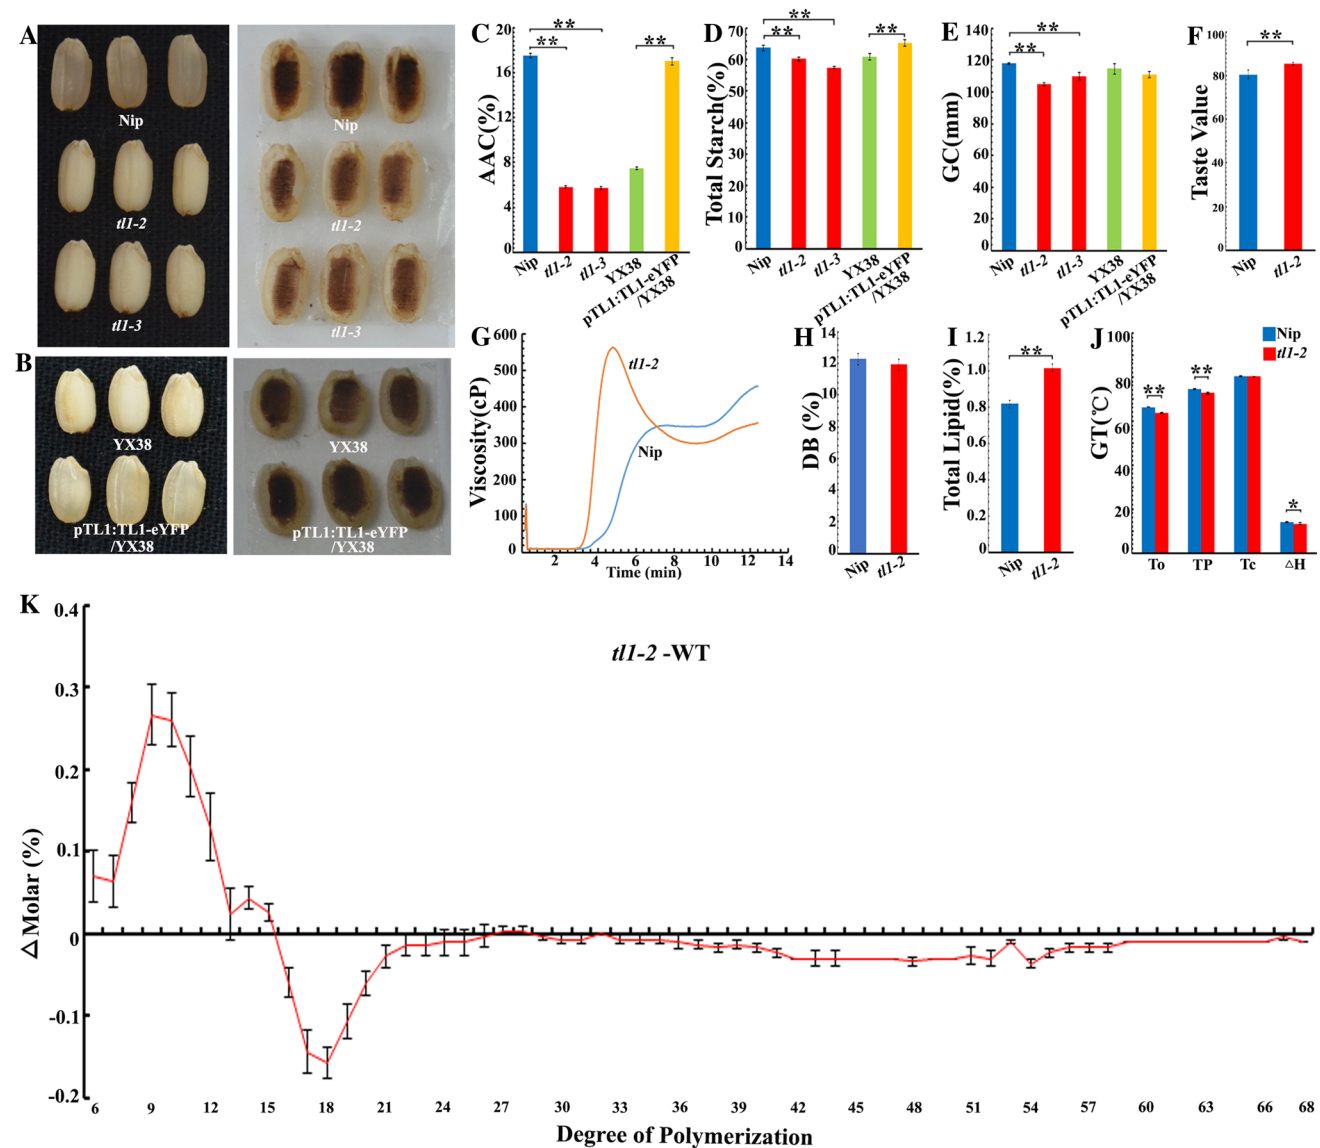 A
Nip
tl1-2
tl1-3
Nip
tl1-2
tl1-3
B
YX38
pTL1:TL1-eYFP
/YX38
YX38
pTL1:TL1-eYFP
/YX38
C
AAC(%)
20
16
12
8
4
0
**
**
**
Nip
tl1-2
tl1-3
YX38
pTL1:TL1-eYFP
/YX38
D
Total Starch(%)
70
60
50
40
30
20
10
0
**
**
**
Nip
tl1-2
tl1-3
YX38
pTL1:TL1-eYFP
/YX38
E
GC(mm)
140
120
100
80
60
40
20
0
**
**
Nip
tl1-2
tl1-3
YX38
pTL1:TL1-eYFP
/YX38
F
Taste Value
100
80
60
40
20
0
**
Nip
tl1-2
G
Viscosity(cP)
600
500
400
300
200
100
0
tl1-2
Nip
2 4 6 8 10 12 14
Time (min)
H
DB (%)
14
12
10
8
6
4
2
0
Nip
tl1-2
I
Total Lipid(%)
1.2
1.0
0.8
0.6
0.4
0.2
0
**
Nip
tl1-2
J
Nip
tl1-2
GT(℃)
100
80
60
40
20
0
**
**
*
To TP Tc △H
K
tl1-2 -WT
△Molar (%)
0.4
0.3
0.2
0.1
0
-0.1
-0.2
6 9 12 15 18 21 24 27 30 33 36 39 42 45 48 51 54 57 60 63 66 68
Degree of Polymerization